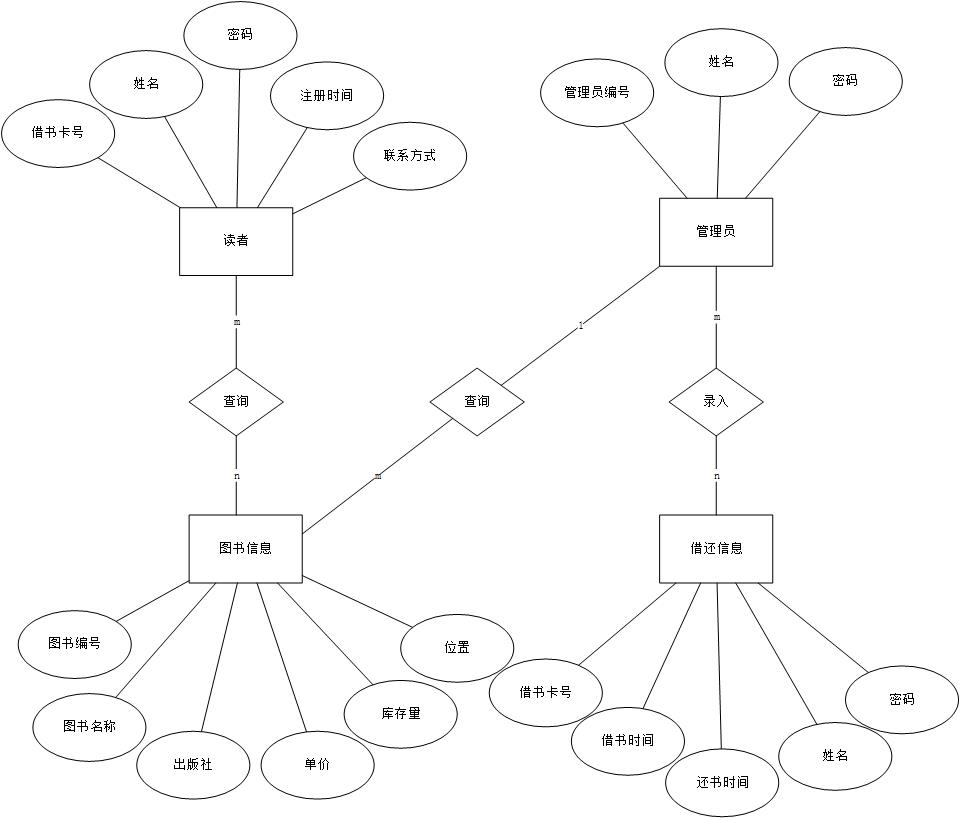 密码
姓名
注册时间
借书卡号
联系方式
读者
姓名
密码
管理员编号
管理员
m
1
m
查询
查询
录入
n
m
n
图书信息
借还信息
图书编号
位置
图书名称
库存量
出版社
单价
借书卡号
密码
借书时间
姓名
还书时间